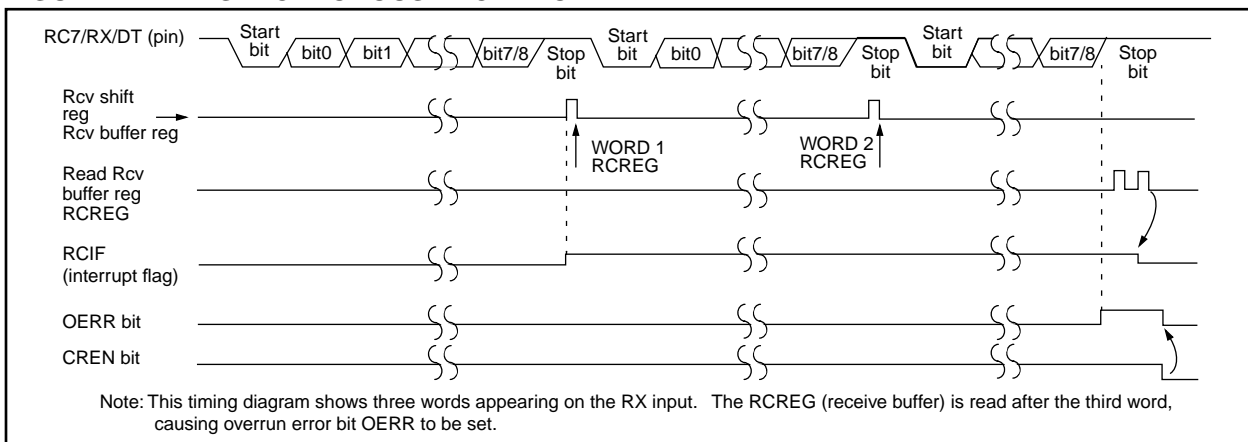 RC7/RX/DT (pin)
Start
bit
bit0
bit1
bit7/8
Stop
bit
Start
bit
bit0
bit7/8
Stop
bit
Start
bit
bit7/8
Stop
bit
Rcv shift
reg
Rcv buffer reg
WORD 1
RCREG
WORD 2
RCREG
Read Rcv
buffer reg
RCREG
RCIF
(interrupt flag)
OERR bit
CREN bit
Note: This timing diagram shows three words appearing on the RX input. The RCREG (receive buffer) is read after the third word,
causing overrun error bit OERR to be set.